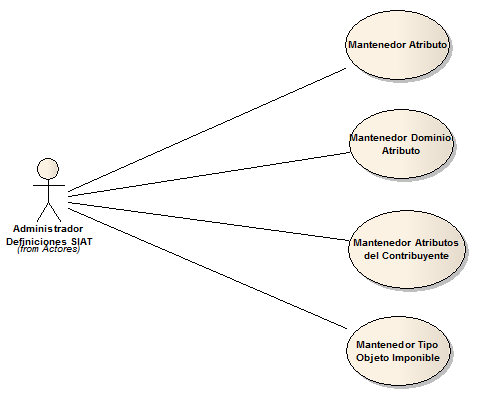 Mantenedor Atributo
Mantenedor Dominio
Atributo
Administrador
Definiciones SIAT
(from Actores)
Mantenedor Atributos
del Contribuyente
Mantenedor Tipo
Objeto Imponible